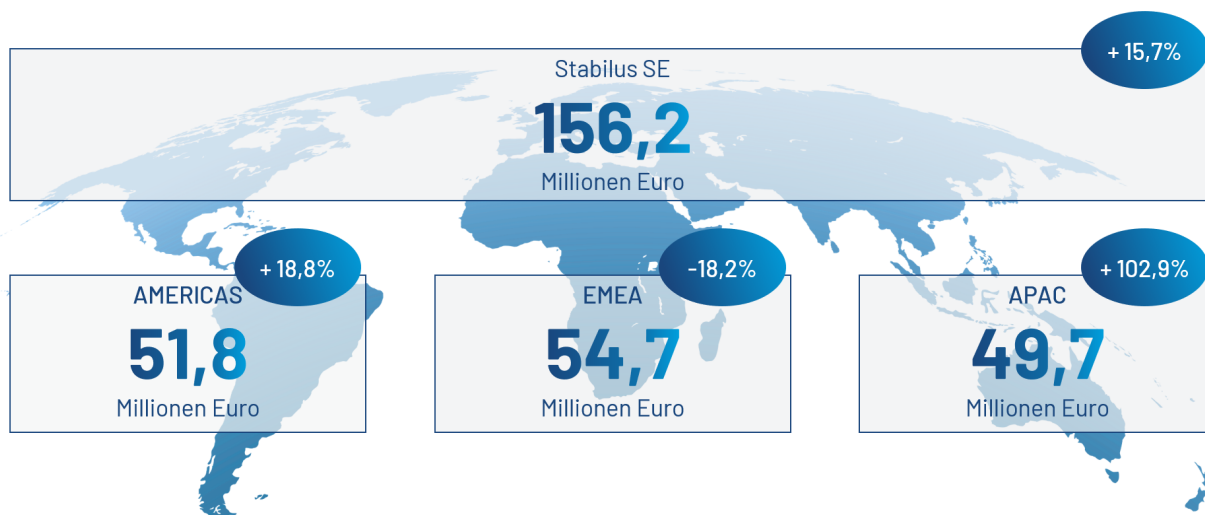 + 15,7%
Stabilus SE
156,2
Millionen Euro
+ 18,8%
AMERICAS
51,8
Millionen Euro
-18,2%
EMEA
54,7
Millionen Euro
+ 102,9%
APAC
49,7
Millionen Euro